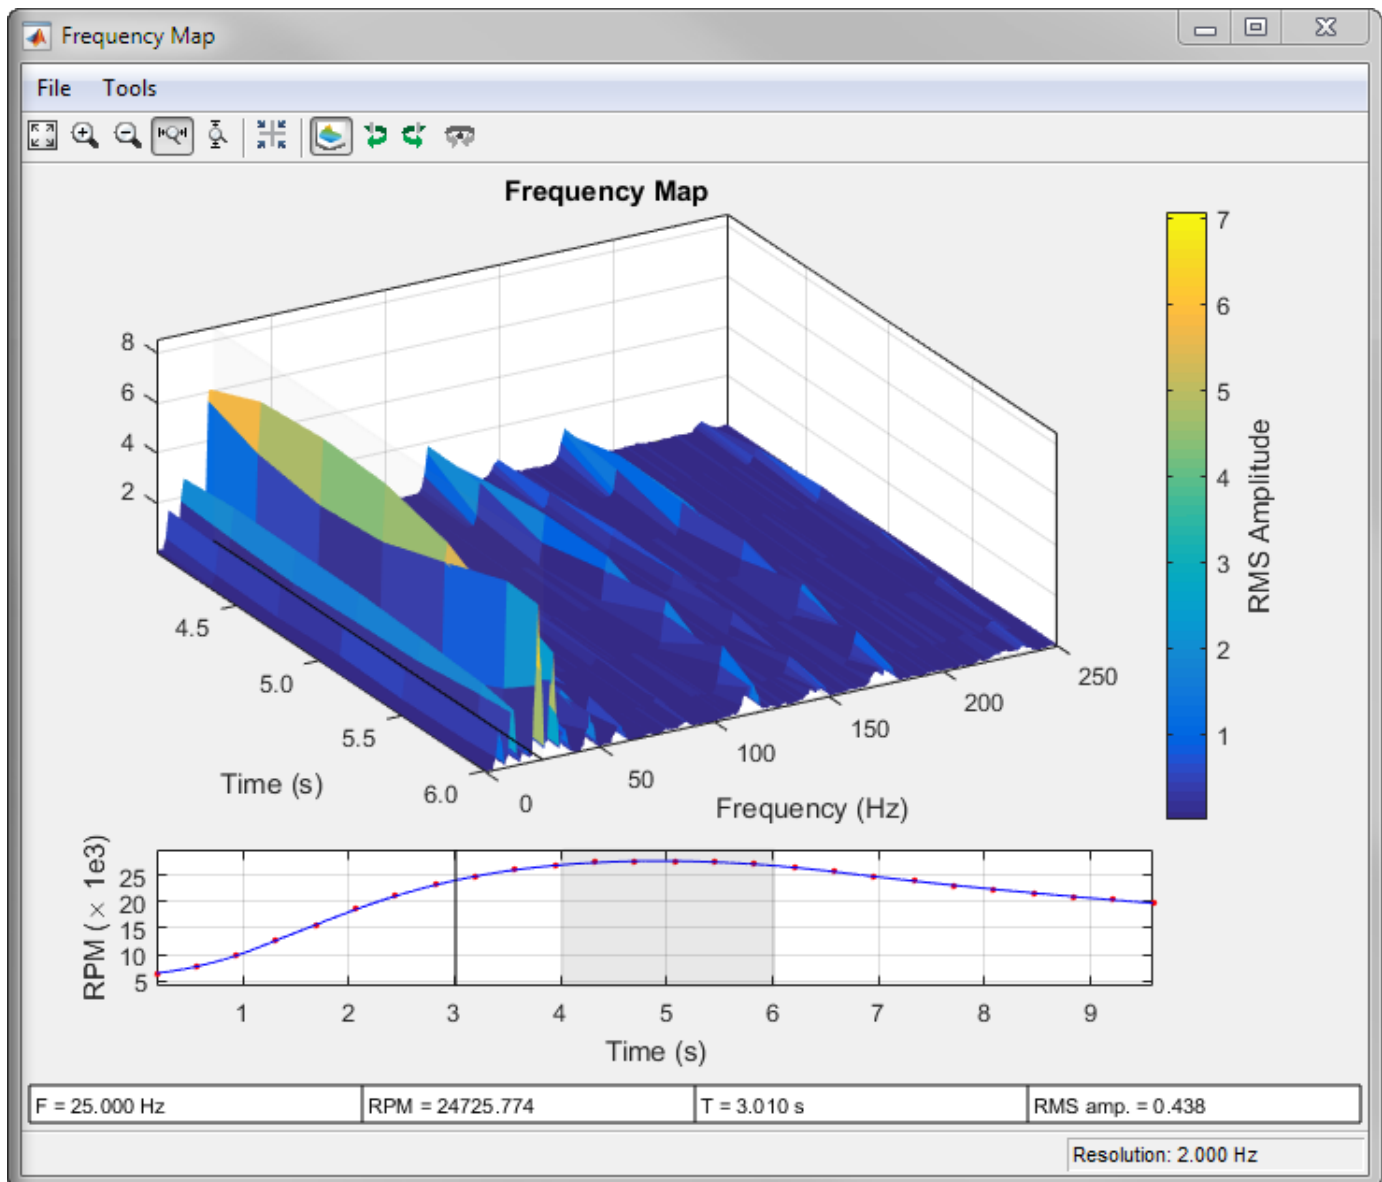 Frequency Map
File Tools
Frequency Map
8
6
4
2
4.5
5.0
5.5
6.0
Time (s)
0
50
100
150
200
250
Frequency (Hz)
7
6
5
4
3
2
1
RMS Amplitude
25
20
15
10
5
RPM ( × 1e3)
1 2 3 4 5 6 7 8 9
Time (s)
F = 25.000 Hz RPM = 24725.774 T = 3.010 s RMS amp. = 0.438
Resolution: 2.000 Hz